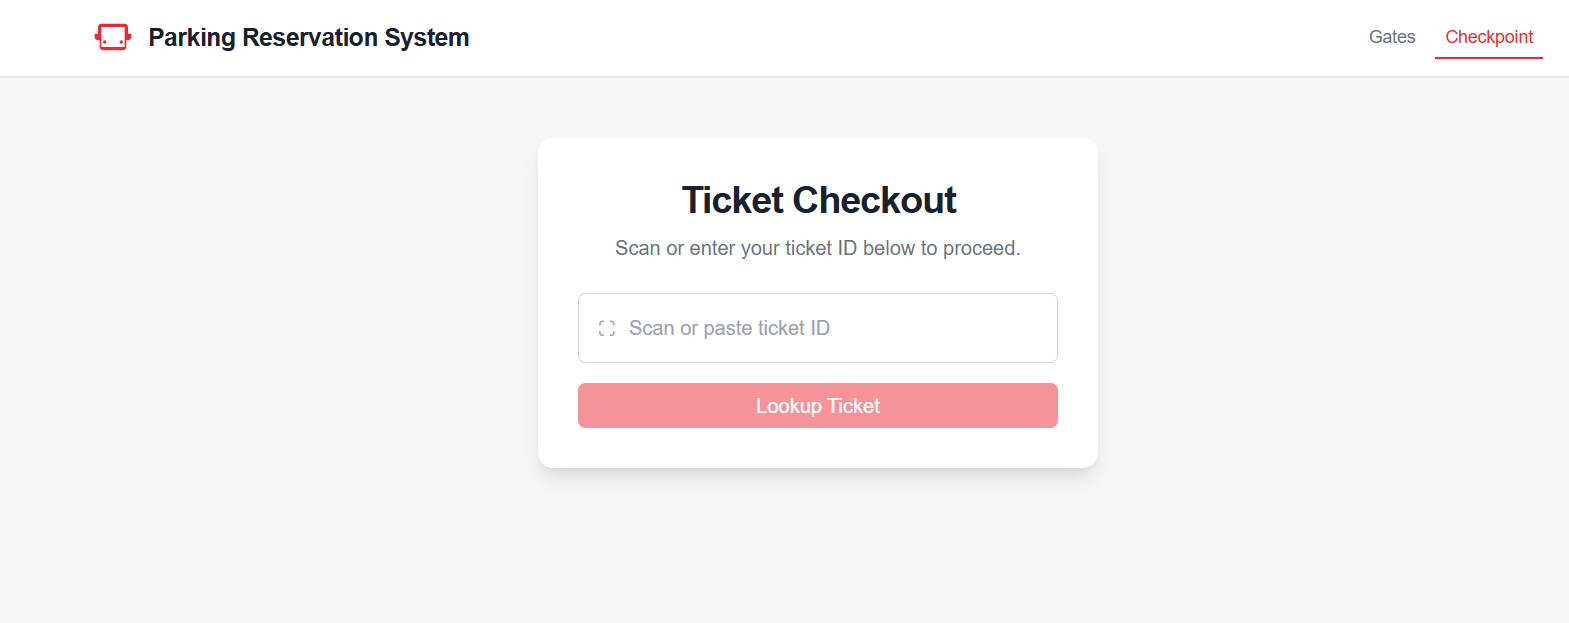 Parking Reservation System
Gates
Checkpoint
Ticket Checkout
Scan or enter your ticket ID below to proceed.
Scan or paste ticket ID
Lookup Ticket